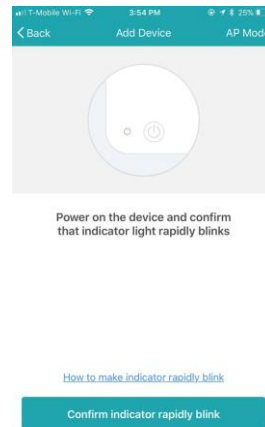 T-Mobile Wi-Fi 3:54 PM 25%
Back Add Device AP Mod
Power on the device and confirm
that indicator light rapidly blinks
How to make indicator rapidly blink
Confirm indicator rapidly blink